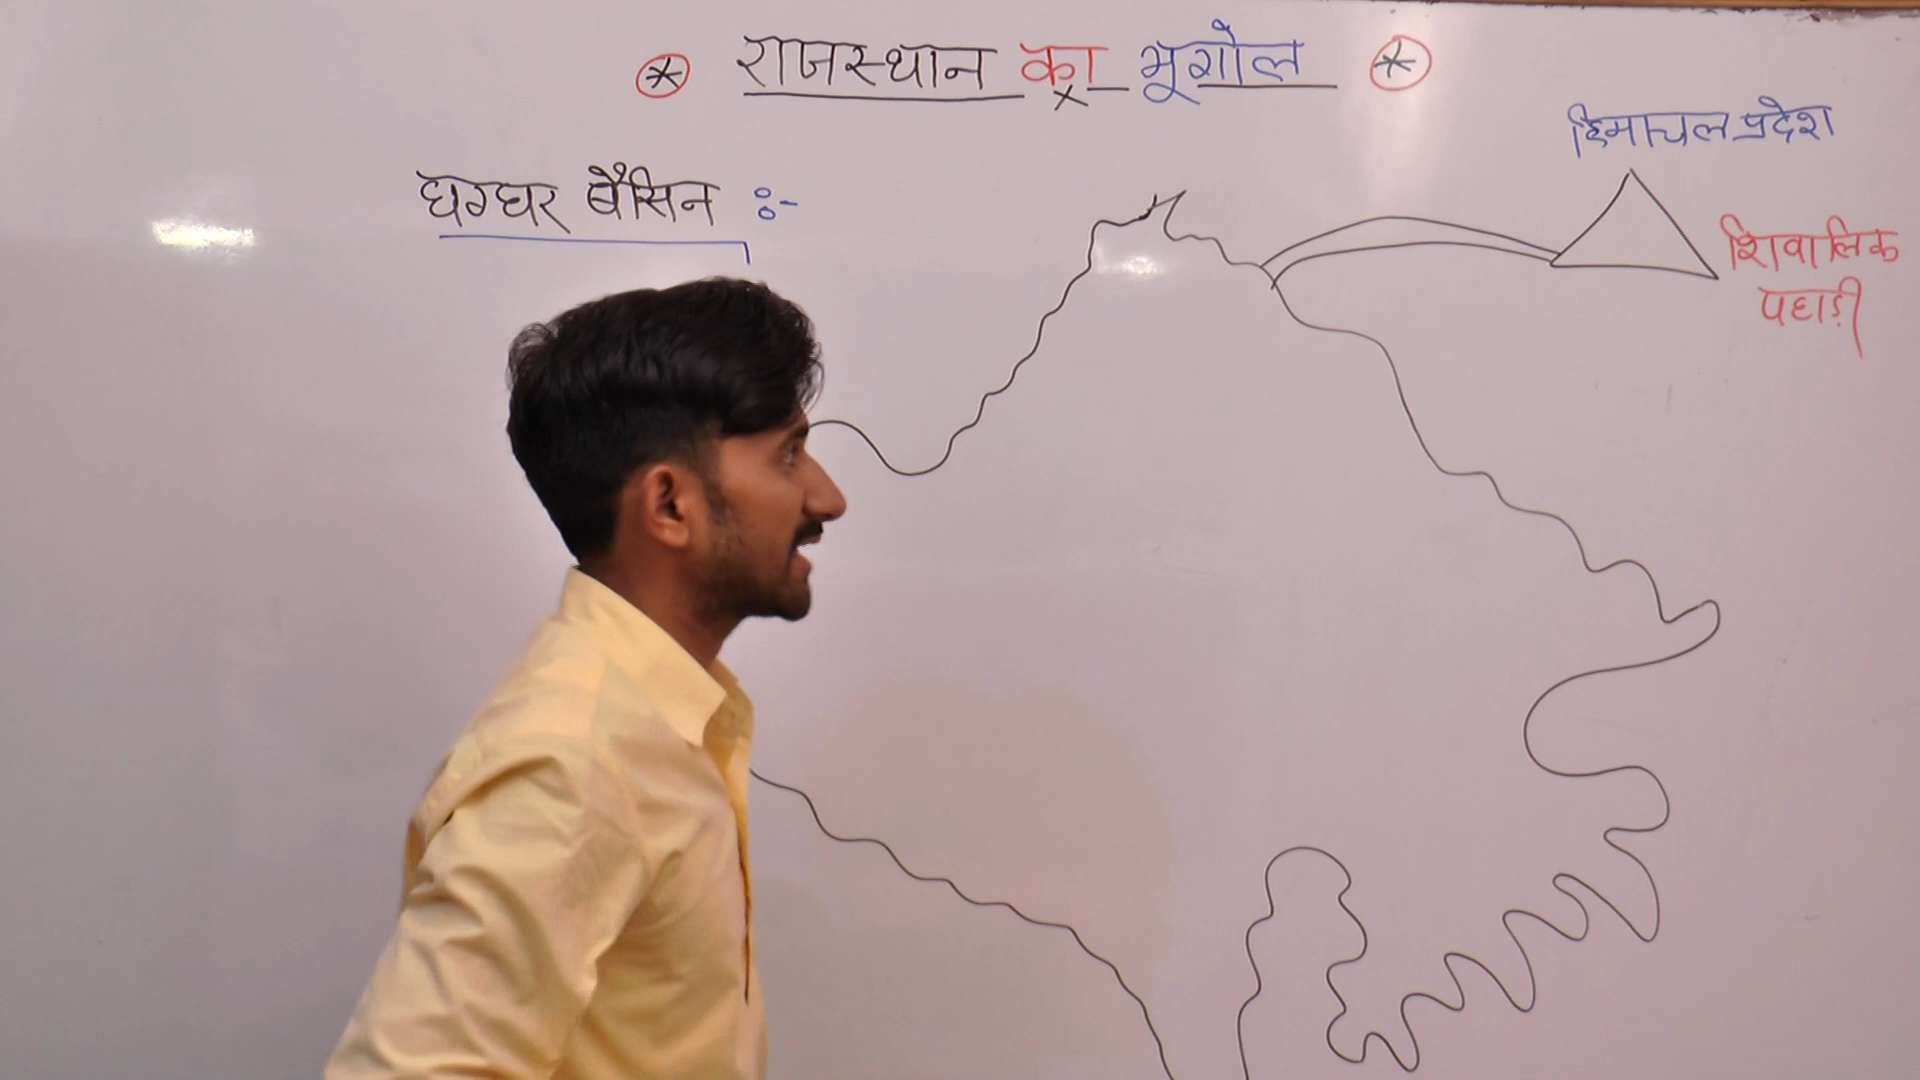 * राजस्थान का भूगोल *
हिमाचल प्रदेश
घग्घर बैसिन :-
शिवालिक
पहाड़ी